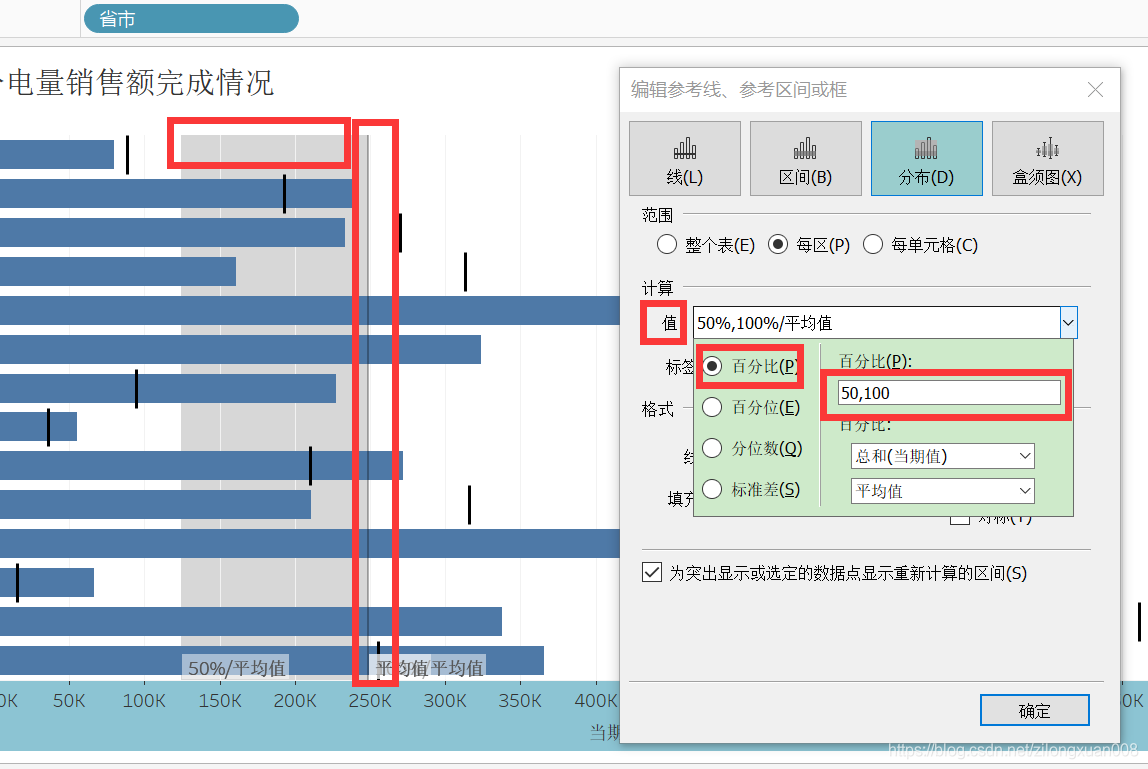 省市
个电量销售额完成情况
50%/平均值
平均值/平均值
0K 50K 100K 150K 200K 250K 300K 350K 400K
0K
当期
编辑参考线、参考区间或框
线(L) 区间(B) 分布(D) 盒须图(X)
范围
整个表(E) 每区(P) 每单元格(C)
计算
值 50%,100%/平均值
标签
百分比(P)
百分位(E)
分位数(Q)
标准差(S)
百分比(P):
50,100
百分比:
总和(当期值)
平均值
格式
填充
对称(Y)
为突出显示或选定的数据点显示重新计算的区间(S)
确定
https://blog.csdn.net/zilongxuan008